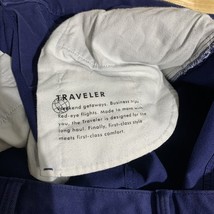 TRAVELER
Weekend getaways. Business trips.
Red-eye flights. Made to move with
you, the Traveler is designed for the
long haul. Finally, first-class style
meets first-class comfort.